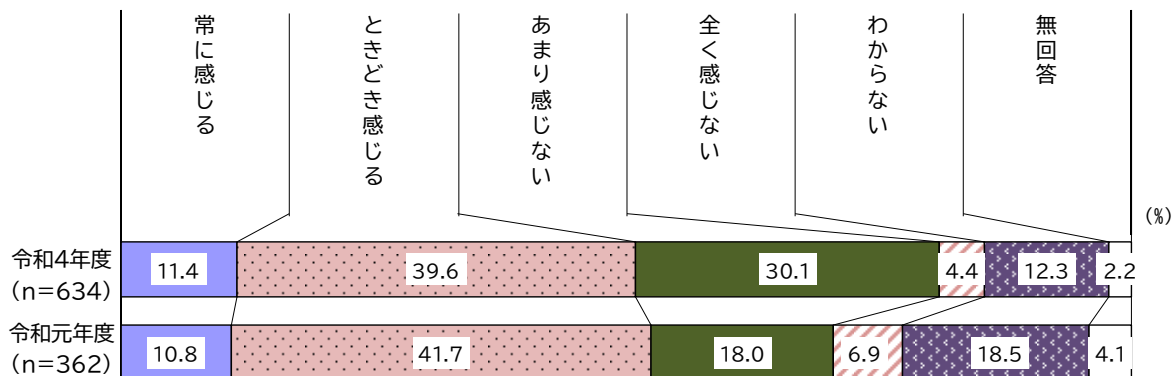 常に感じる
ときどき感じる
あまり感じない
全く感じない
わからない
無回答
(%)
令和4年度
(n=634)
11.4
39.6
30.1
4.4
12.3
2.2
令和元年度
(n=362)
10.8
41.7
18.0
6.9
18.5
4.1